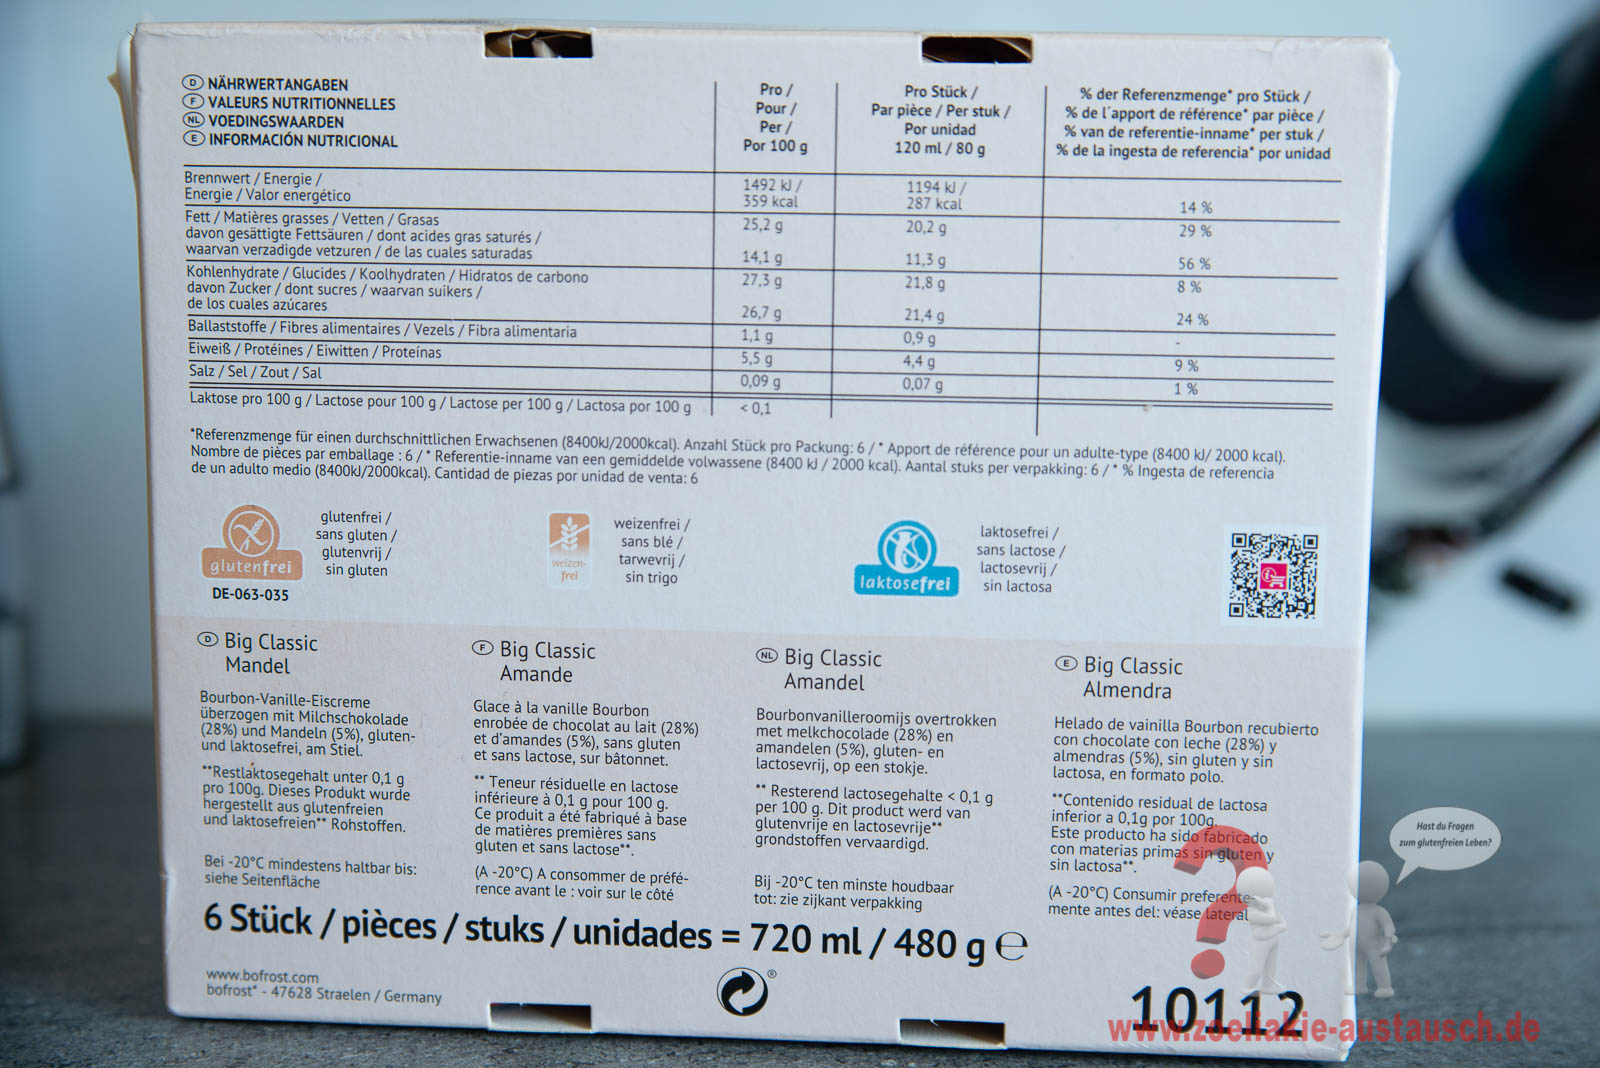 D NÄHRWERTANGABEN
F VALEURS NUTRITIONNELLES
NL VOEDINGSWAARDEN
E INFORMACIÓN NUTRICIONAL
Pro /
Pour /
Per /
Por 100 g
Pro Stück /
Par pièce / Per stuk /
Por unidad
120 ml / 80 g
% der Referenzmenge* pro Stück /
% de l´apport de référence* par pièce /
% van de referentie-inname* per stuk /
% de la ingesta de referencia* por unidad
Brennwert / Energie /
Energie / Valor energético
1492 kJ /
359 kcal
1194 kJ /
287 kcal
14 %
Fett / Matières grasses / Vetten / Grasas
25,2 g
20,2 g
29 %
davon gesättigte Fettsäuren / dont acides gras saturés /
waarvan verzadigde vetzuren / de las cuales saturadas
14,1 g
11,3 g
56 %
Kohlenhydrate / Glucides / Koolhydraten / Hidratos de carbono
27,3 g
21,8 g
8 %
davon Zucker / dont sucres / waarvan suikers /
de los cuales azúcares
26,7 g
21,4 g
24 %
Ballaststoffe / Fibres alimentaires / Vezels / Fibra alimentaria
1,1 g
0,9 g
-
Eiweiß / Protéines / Eiwitten / Proteínas
5,5 g
4,4 g
9 %
Salz / Sel / Zout / Sal
0,09 g
0,07 g
1 %
Laktose pro 100 g / Lactose pour 100 g / Lactose per 100 g / Lactosa por 100 g
< 0,1
*Referenzmenge für einen durchschnittlichen Erwachsenen (8400kJ/2000kcal). Anzahl Stück pro Packung: 6 / * Apport de référence pour un adulte-type (8400 kJ/ 2000 kcal).
Nombre de pièces par emballage : 6 / * Referentie-inname van een gemiddelde volwassene (8400 kJ / 2000 kcal). Aantal stuks per verpakking: 6 / * % Ingesta de referencia
de un adulto medio (8400kJ/2000kcal). Cantidad de piezas por unidad de venta: 6
glutenfrei
DE-063-035
glutenfrei /
sans gluten /
glutenvrij /
sin gluten
weizen-
frei
weizenfrei /
sans blé /
tarwevrij /
sin trigo
laktosefrei
laktosefrei /
sans lactose /
lactosevrij /
sin lactosa
D Big Classic
Mandel
Bourbon-Vanille-Eiscreme
überzogen mit Milchschokolade
(28%) und Mandeln (5%), gluten-
und laktosefrei, am Stiel.
**Restlaktosegehalt unter 0,1 g
pro 100g. Dieses Produkt wurde
hergestellt aus glutenfreien
und laktosefreien** Rohstoffen.
Bei -20°C mindestens haltbar bis:
siehe Seitenfläche
F Big Classic
Amande
Glace à la vanille Bourbon
enrobée de chocolat au lait (28%)
et d'amandes (5%), sans gluten
et sans lactose, sur bâtonnet.
** Teneur résiduelle en lactose
inférieure à 0,1 g pour 100 g.
Ce produit a été fabriqué à base
de matières premières sans
gluten et sans lactose**.
(A -20°C) A consommer de préfé-
rence avant le : voir sur le côté
NL Big Classic
Amandel
Bourbonvanilleroomijs overtrokken
met melkchocolade (28%) en
amandelen (5%), gluten- en
lactosevrij, op een stokje.
** Resterend lactosegehalte < 0,1 g
per 100 g. Dit product werd van
glutenvrije en lactosevrije**
grondstoffen vervaardigd.
Bij -20°C ten minste houdbaar
tot: zie zijkant verpakking
E Big Classic
Almendra
Helado de vainilla Bourbon recubierto
con chocolate con leche (28%) y
almendras (5%), sin gluten y sin
lactosa, en formato polo.
**Contenido residual de lactosa
inferior a 0,1g por 100g.
Este producto ha sido fabricado
con materias primas sin gluten y
sin lactosa**.
(A -20°C) Consumir preferente-
mente antes del: véase lateral
6 Stück / pièces / stuks / unidades = 720 ml / 480 g ℮
www.bofrost.com
bofrost* - 47628 Straelen / Germany
®
10112
Hast du Fragen
zum glutenfreien Leben?
www.zoeliakie-austausch.de